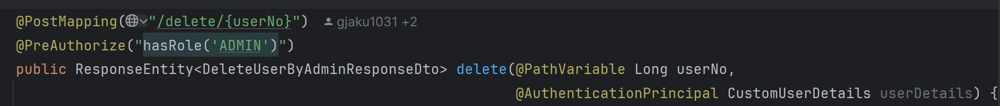 @PostMapping("/delete/{userNo}") gjaku1031 +2
@PreAuthorize("hasRole('ADMIN')")
public ResponseEntity<DeleteUserByAdminResponseDto> delete(@PathVariable Long userNo,
@AuthenticationPrincipal CustomUserDetails userDetails) {